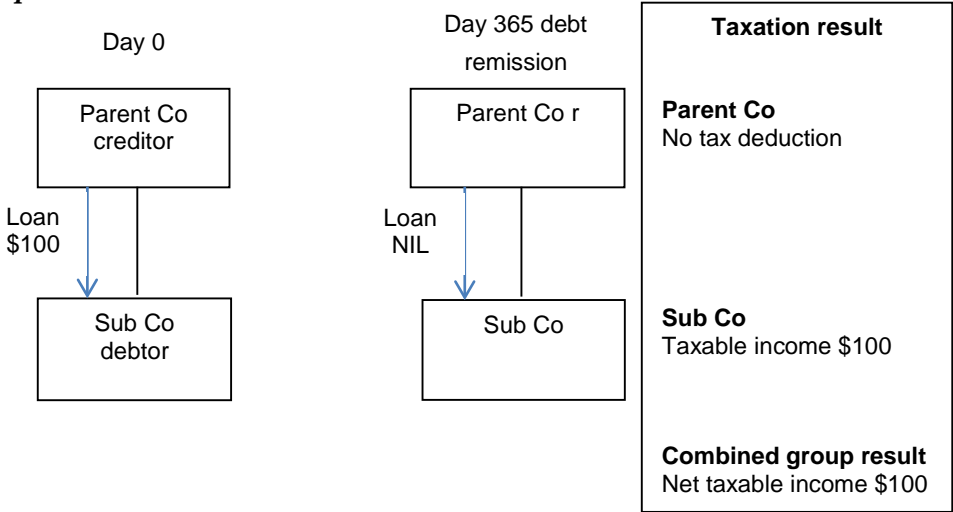 Day 0
Parent Co
creditor
Loan
$100
Sub Co
debtor
Day 365 debt
remission
Parent Co r
Loan
NIL
Sub Co
Taxation result
Parent Co
No tax deduction
Sub Co
Taxable income $100
Combined group result
Net taxable income $100